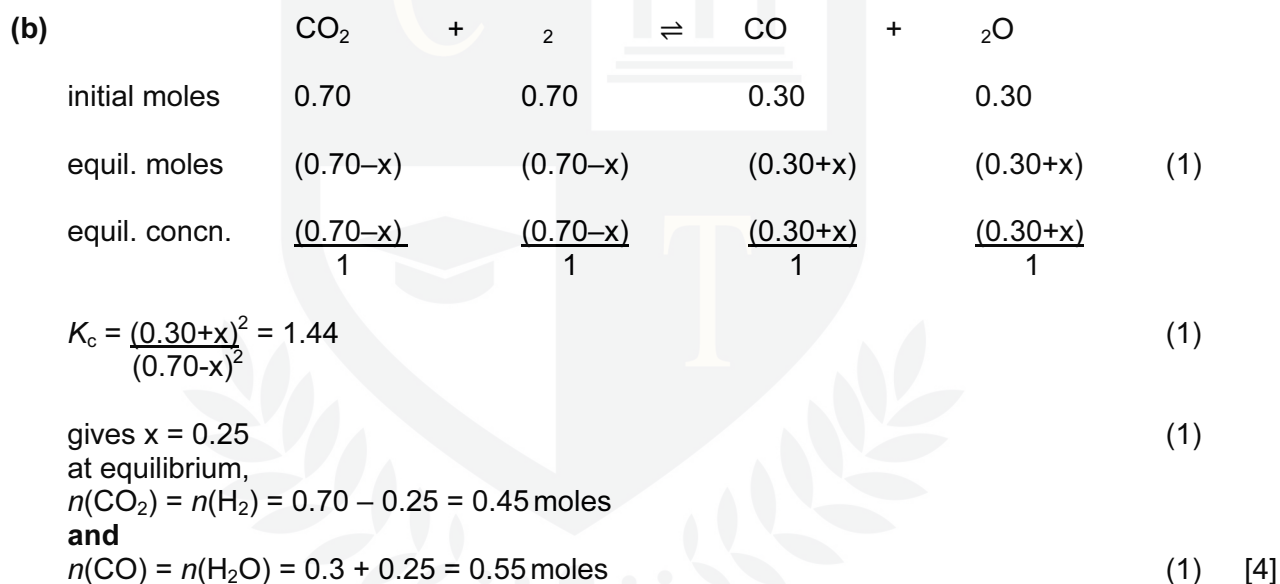 (b) CO₂ + ₂ ⇌ CO + ₂O
initial moles 0.70 0.70 0.30 0.30
equil. moles (0.70–x) (0.70–x) (0.30+x) (0.30+x) (1)
equil. concn. (0.70–x) (0.70–x) (0.30+x) (0.30+x)
1 1 1 1
Kc = (0.30+x)² = 1.44 (1)
(0.70-x)²
gives x = 0.25 (1)
at equilibrium,
n(CO₂) = n(H₂) = 0.70 – 0.25 = 0.45 moles
and
n(CO) = n(H₂O) = 0.3 + 0.25 = 0.55 moles (1) [4]
C
T